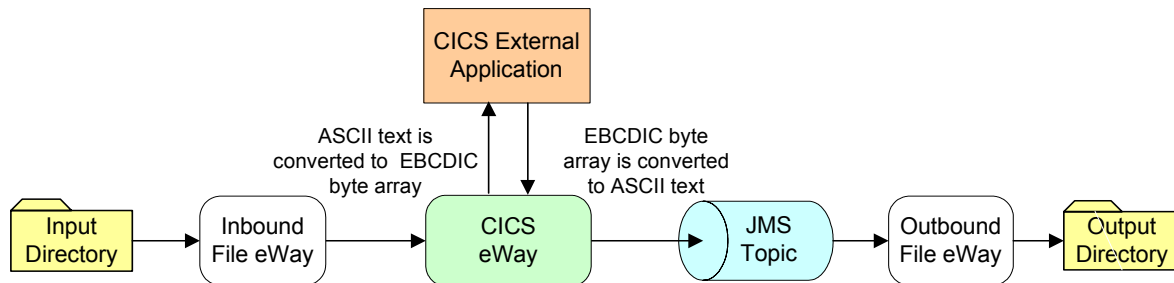 CICS External
Application
ASCII text is
converted to EBCDIC
byte array
EBCDIC byte
array is converted
to ASCII text
Input
Directory
Inbound
File eWay
CICS
eWay
JMS
Topic
Outbound
File eWay
Output
Directory